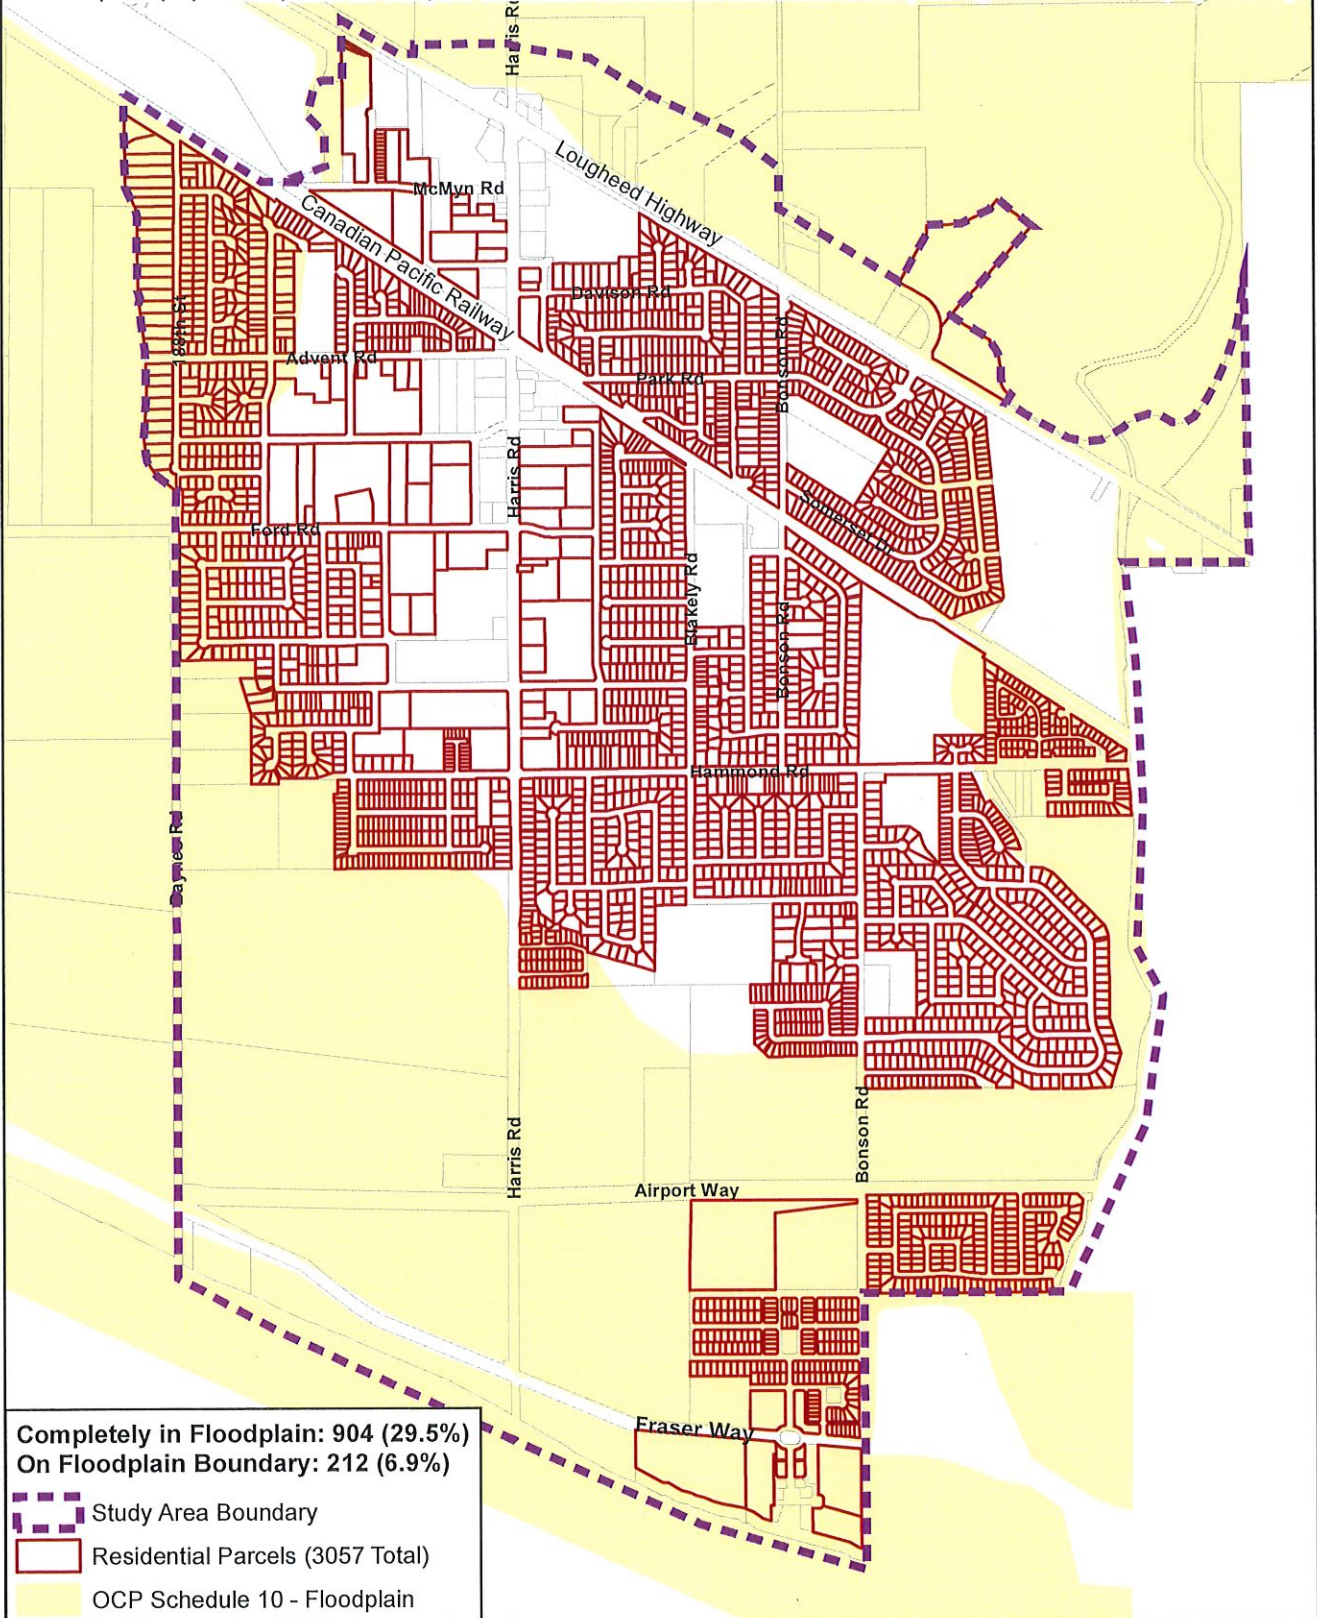 Harris Rd
Lougheed Highway
McMyn Rd
Canadian Pacific Railway
Davison Rd
188th St
Advent Rd
Park Rd
Bonson Rd
Harris Rd
Somerset Dr
Ford Rd
Blakely Rd
Bonson Rd
Hammond Rd
Baynes Rd
Bonson Rd
Harris Rd
Airport Way
Fraser Way
Completely in Floodplain: 904 (29.5%)
On Floodplain Boundary: 212 (6.9%)
Study Area Boundary
Residential Parcels (3057 Total)
OCP Schedule 10 - Floodplain